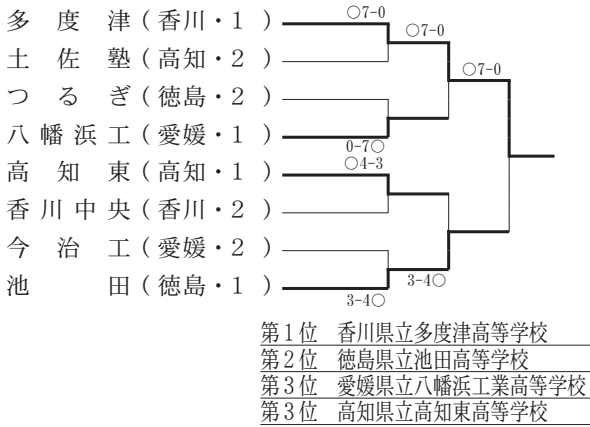 ○7-0
多度津(香川・1)
○7-0
土佐塾(高知・2)
○7-0
つるぎ(徳島・2)
八幡浜工(愛媛・1)
0-7○
○4-3
高知東(高知・1)
香川中央(香川・2)
今治工(愛媛・2)
3-4○
池田(徳島・1)
3-4○
第1位 香川県立多度津高等学校
第2位 徳島県立池田高等学校
第3位 愛媛県立八幡浜工業高等学校
第3位 高知県立高知東高等学校